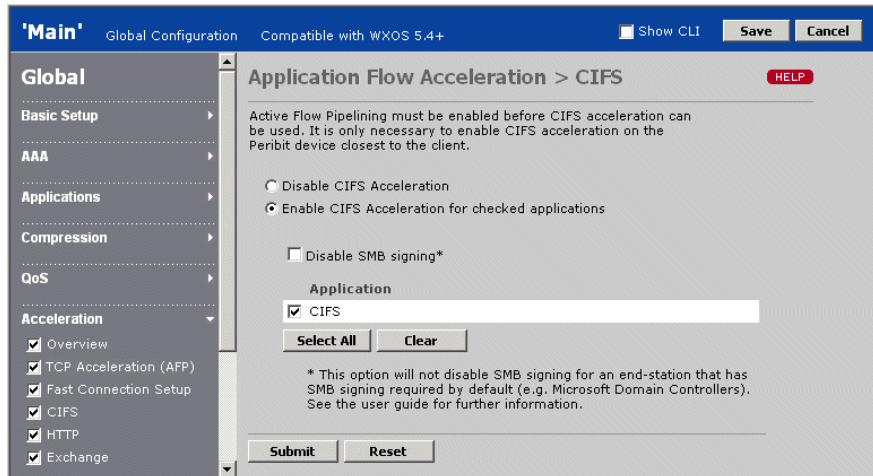 'Main' Global Configuration Compatible with WXOS 5.4+ Show CLI Save Cancel
Global
Basic Setup
AAA
Applications
Compression
QoS
Acceleration
Overview
TCP Acceleration (AFP)
Fast Connection Setup
CIFS
HTTP
Exchange
Application Flow Acceleration > CIFS HELP
Active Flow Pipelining must be enabled before CIFS acceleration can
be used. It is only necessary to enable CIFS acceleration on the
Peribit device closest to the client.
Disable CIFS Acceleration
Enable CIFS Acceleration for checked applications
Disable SMB signing*
Application
CIFS
Select All Clear
* This option will not disable SMB signing for an end-station that has
SMB signing required by default (e.g. Microsoft Domain Controllers).
See the user guide for further information.
Submit Reset